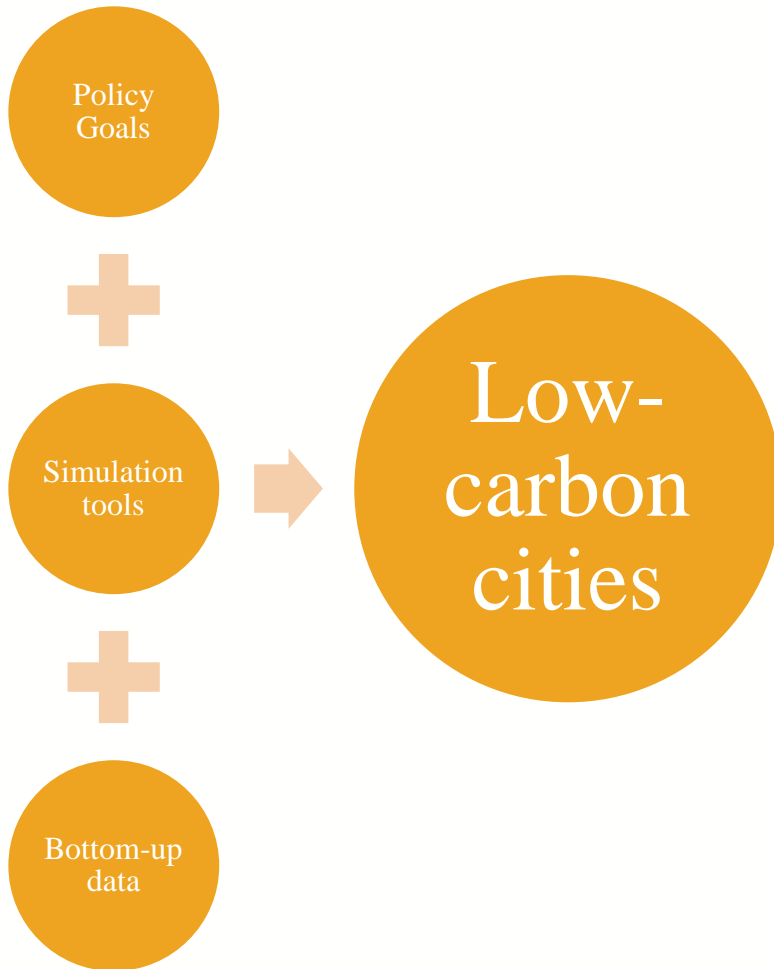 Policy
Goals
Simulation
tools
Low-
carbon
cities
Bottom-up
data